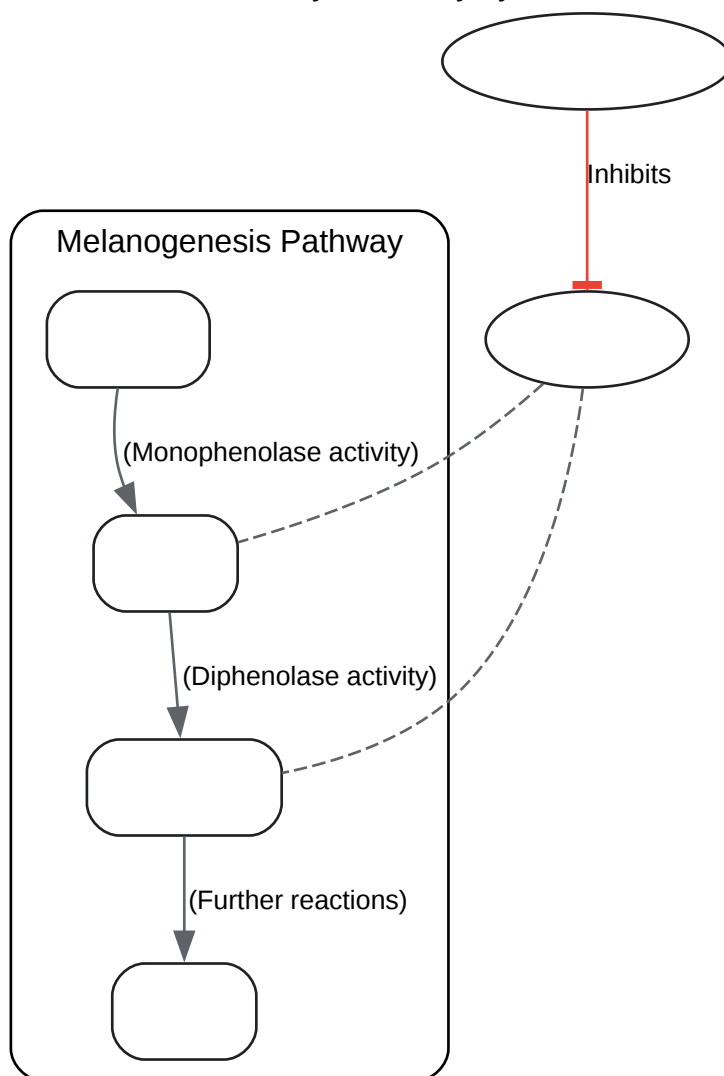 Inhibits
Melanogenesis Pathway
(Monophenolase activity)
(Diphenolase activity)
(Further reactions)